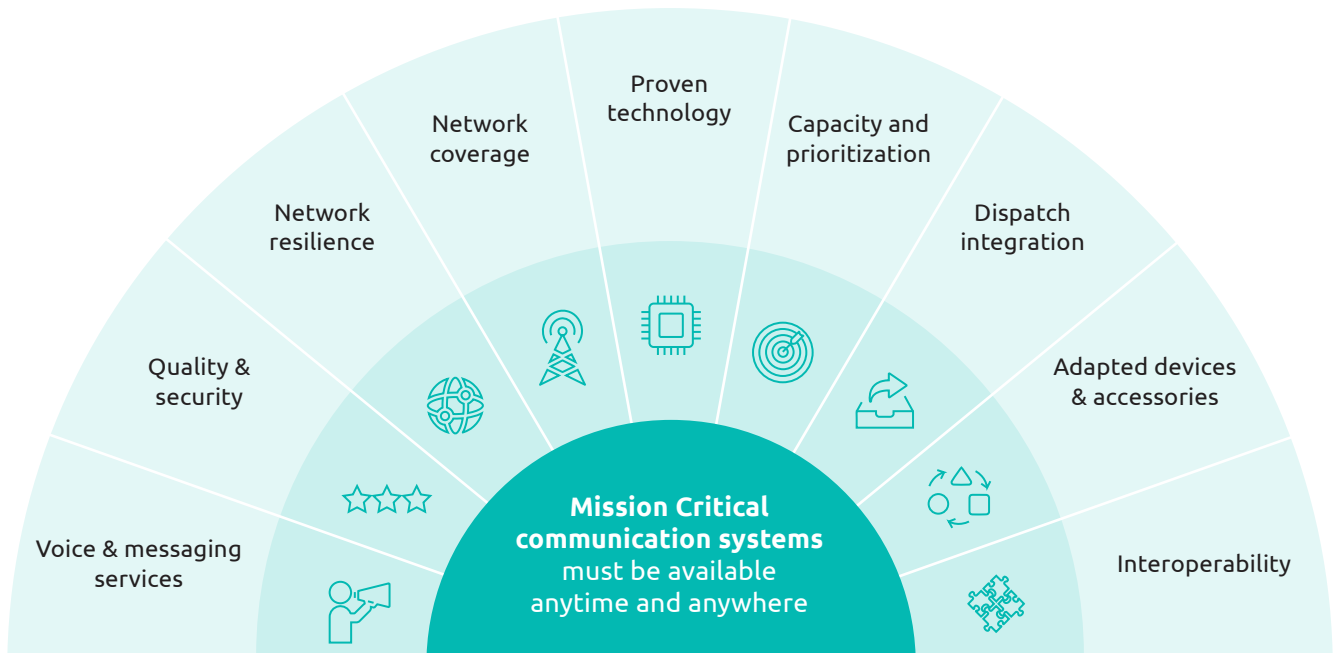 Voice & messaging
services
Quality &
security
Network
resilience
Network
coverage
Proven
technology
Capacity and
prioritization
Dispatch
integration
Adapted devices
& accessories
Interoperability
Mission Critical
communication systems
must be available
anytime and anywhere